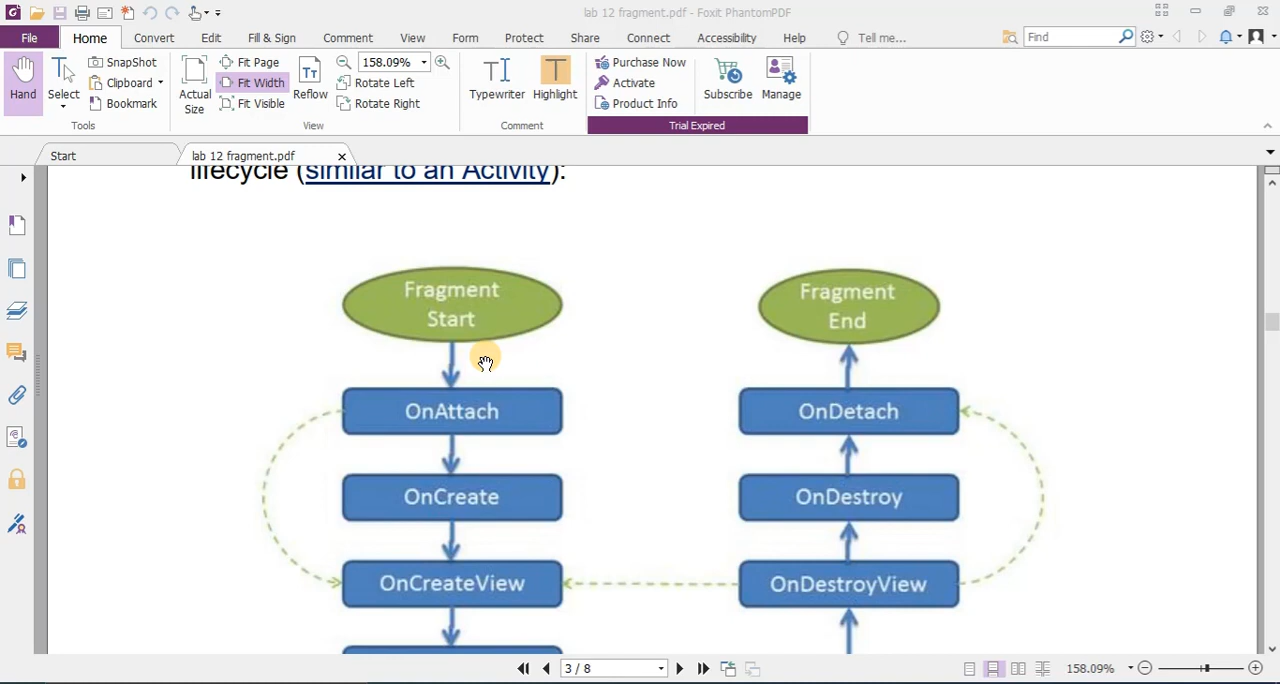 lab 12 fragment.pdf - Foxit PhantomPDF
File Home Convert Edit Fill & Sign Comment View Form Protect Share Connect Accessibility Help Tell me... Find
SnapShot Fit Page 158.09% Rotate Left Purchase Now
Hand Select Clipboard Actual Size Fit Width Reflow Rotate Right Typewriter Highlight Activate Subscribe Manage
Bookmark Fit Visible Product Info
Tools View Comment Trial Expired
Start lab 12 fragment.pdf
lifecycle (similar to an Activity):
Fragment
Start
Fragment
End
OnAttach
OnDetach
OnCreate
OnDestroy
OnCreateView
OnDestroyView
3 / 8 158.09%